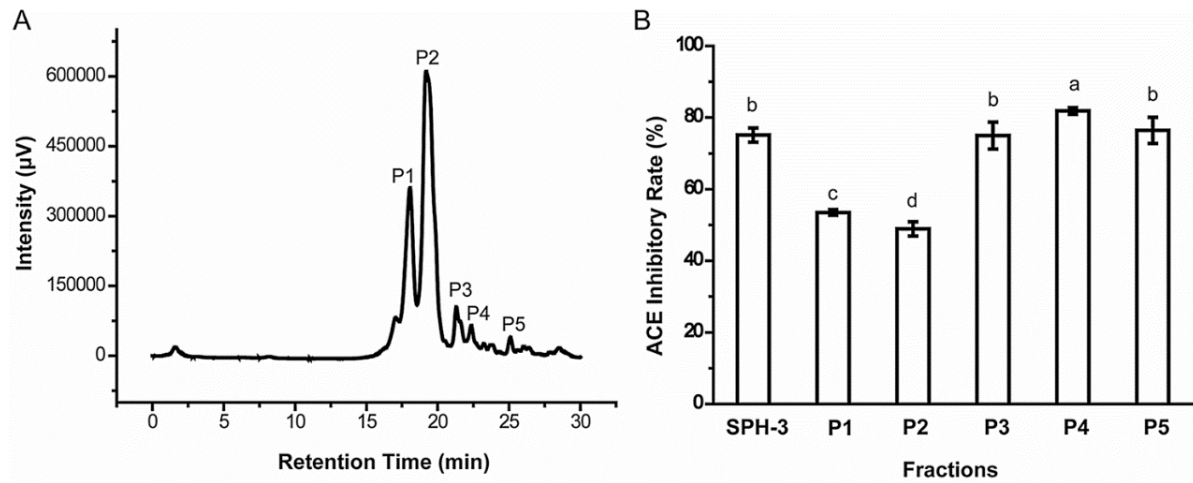 A
Intensity (µV)
600000
450000
300000
150000
0
P1
P2
P3
P4
P5
0 5 10 15 20 25 30
Retention Time (min)
B
ACE Inhibitory Rate (%)
100
80
60
40
20
0
b c d b a b
SPH-3 P1 P2 P3 P4 P5
Fractions